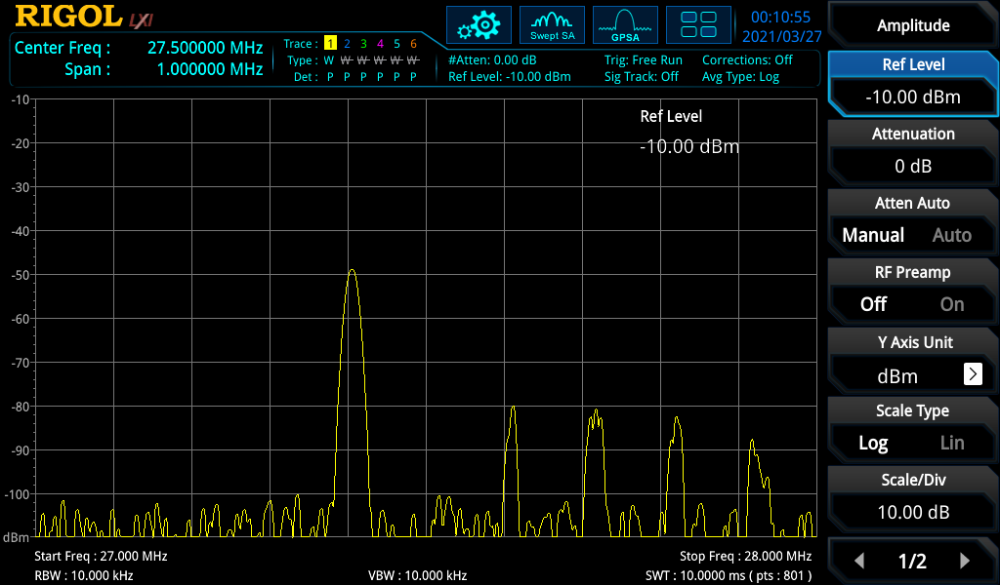 RIGOL LXI
Center Freq : 27.500000 MHz
Span : 1.000000 MHz
Trace : 1 2 3 4 5 6
Type : W W W W W W
Det : P P P P P P
Swept SA
GPSA
00:10:55
2021/03/27
#Atten: 0.00 dB Trig: Free Run Corrections: Off
Ref Level: -10.00 dBm Sig Track: Off Avg Type: Log
Ref Level
-10.00 dBm
-10
-20
-30
-40
-50
-60
-70
-80
-90
-100
dBm
Start Freq : 27.000 MHz Stop Freq : 28.000 MHz
RBW : 10.000 kHz VBW : 10.000 kHz SWT : 10.0000 ms ( pts : 801 )
Amplitude
Ref Level
-10.00 dBm
Attenuation
0 dB
Atten Auto
Manual Auto
RF Preamp
Off On
Y Axis Unit
dBm >
Scale Type
Log Lin
Scale/Div
10.00 dB
1/2